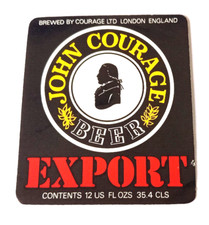 BREWED BY COURAGE LTD LONDON ENGLAND
JOHN COURAGE
BEER
EXPORT
CONTENTS 12 US FL OZS 35.4 CLS